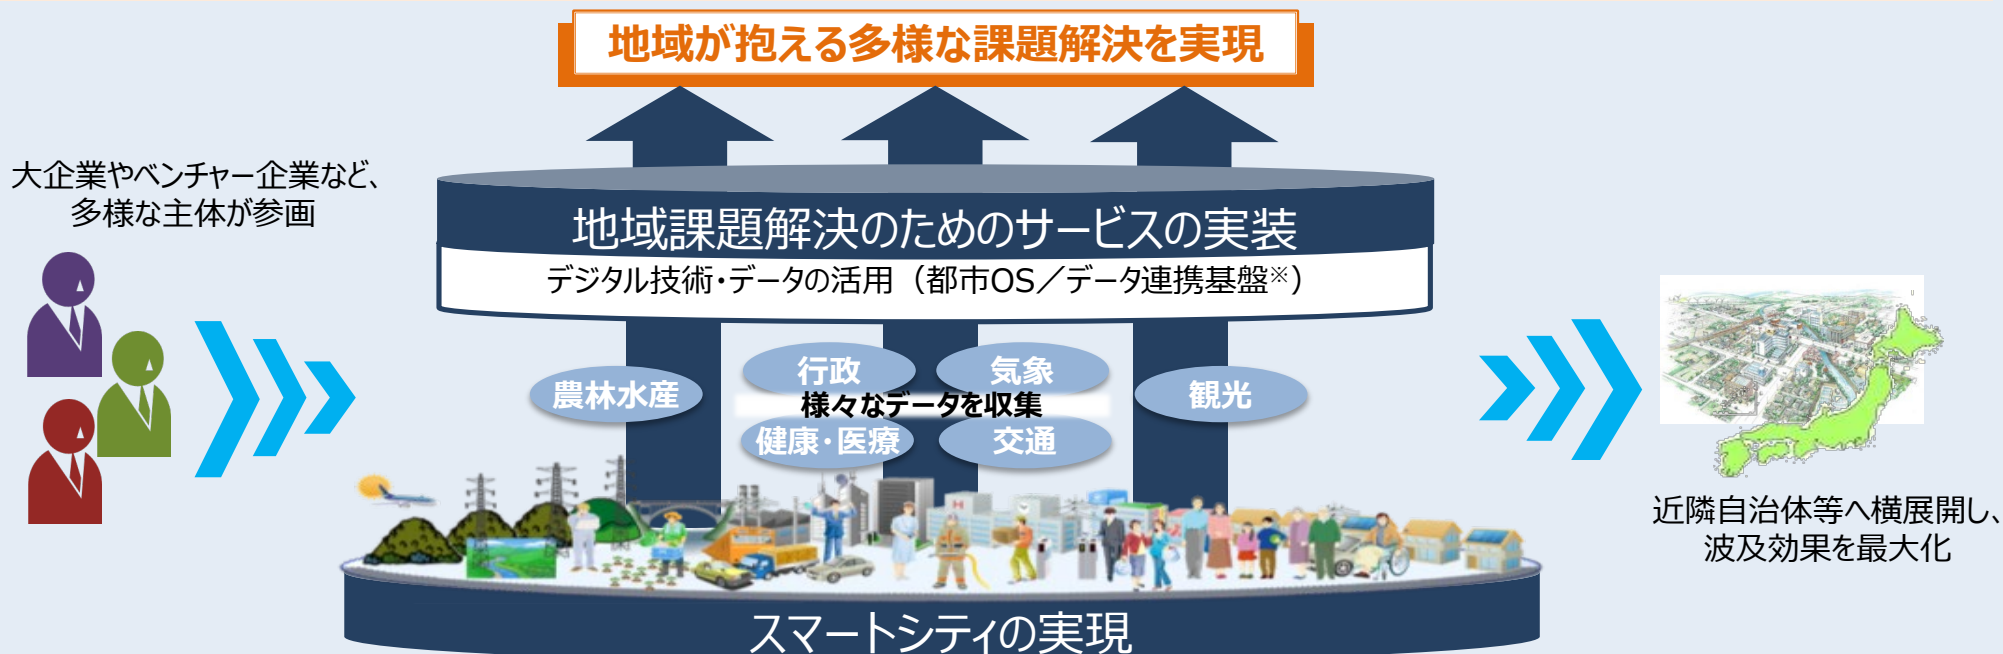 地域が抱える多様な課題解決を実現
大企業やベンチャー企業など、
多様な主体が参画
地域課題解決のためのサービスの実装
デジタル技術・データの活用（都市OS／データ連携基盤※）
農林水産
行政
気象
観光
様々なデータを収集
健康・医療
交通
H
近隣自治体等へ横展開し、
波及効果を最大化
スマートシティの実現